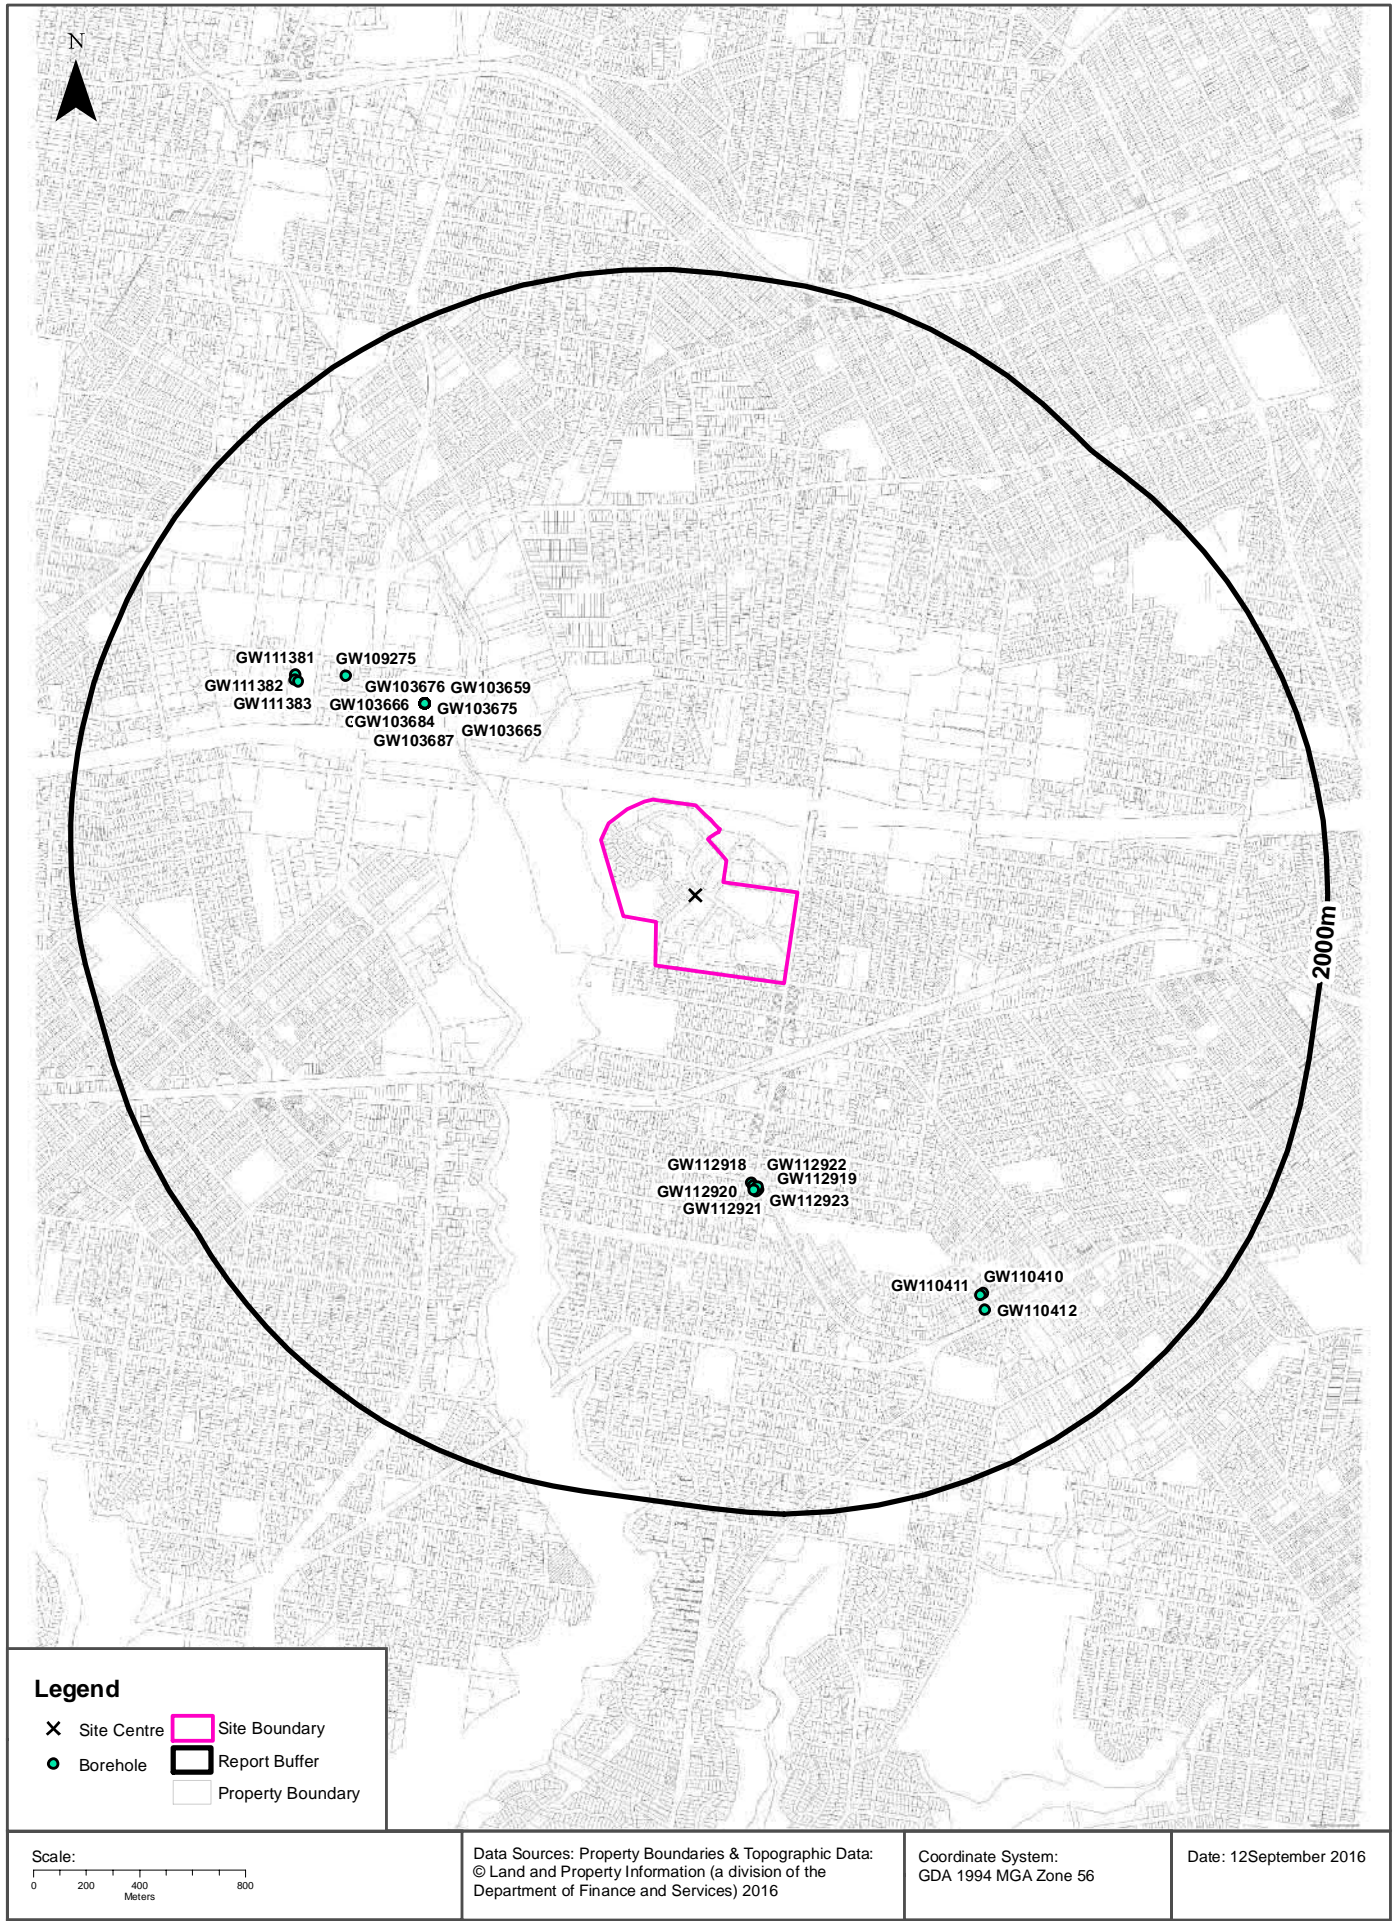 N
GW111381
GW109275
GW111382
GW103676 GW103659
GW111383
GW103666
GW103675
GW103684
GW103665
GW103687
2000m
GW112918
GW112922
GW112919
GW112920
GW112923
GW112921
GW110411
GW110410
GW110412
Legend
Site Centre
Site Boundary
Borehole
Report Buffer
Property Boundary
Scale:
0 200 400 800
Meters
Data Sources: Property Boundaries & Topographic Data:
© Land and Property Information (a division of the
Department of Finance and Services) 2016
Coordinate System:
GDA 1994 MGA Zone 56
Date: 12September 2016